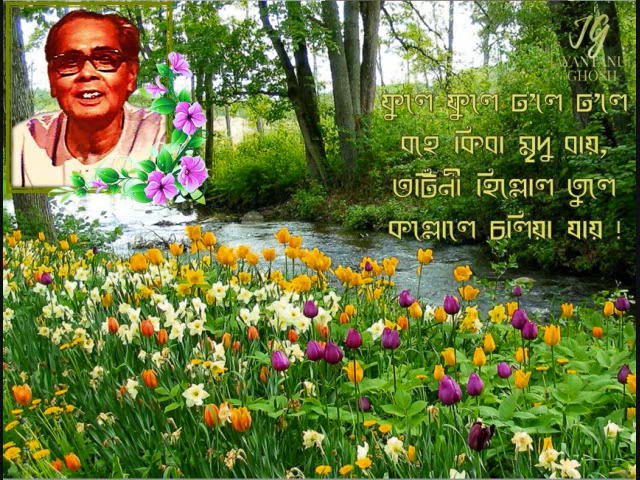 JG
JAYANTANU
GHOSH
ফুলে ফুলে ঢ'লে ঢ'লে
বহে কিবা মৃদু বায়,
তটিনী হিল্লোল তুলে
কল্লোলে চলিয়া যায় !